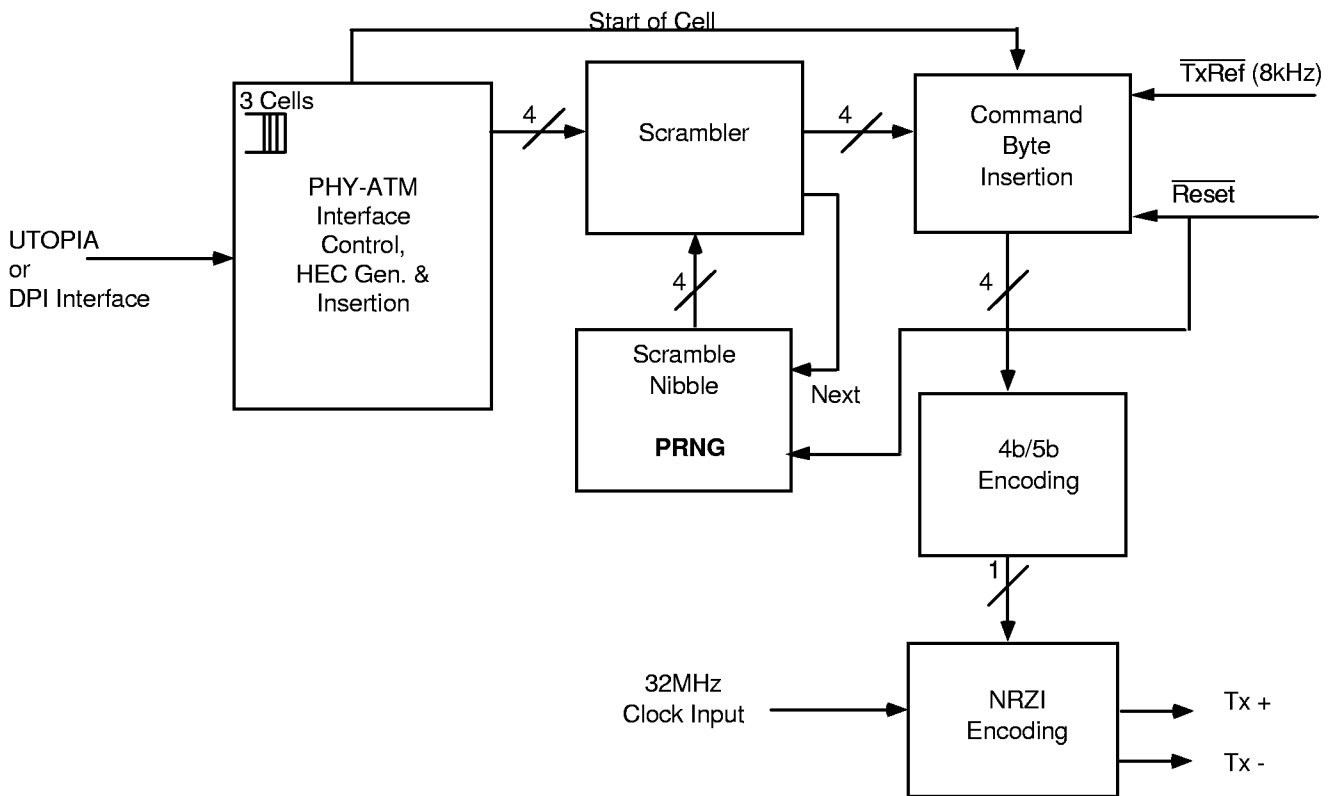 Start of Cell
3 Cells
PHY-ATM
Interface
Control,
HEC Gen. &
Insertion
UTOPIA
or
DPI Interface
4
Scrambler
4
Command
Byte
Insertion
TxRef (8kHz)
Reset
4
Scramble
Nibble
PRNG
Next
4
4b/5b
Encoding
1
32MHz
Clock Input
NRZI
Encoding
Tx +
Tx -